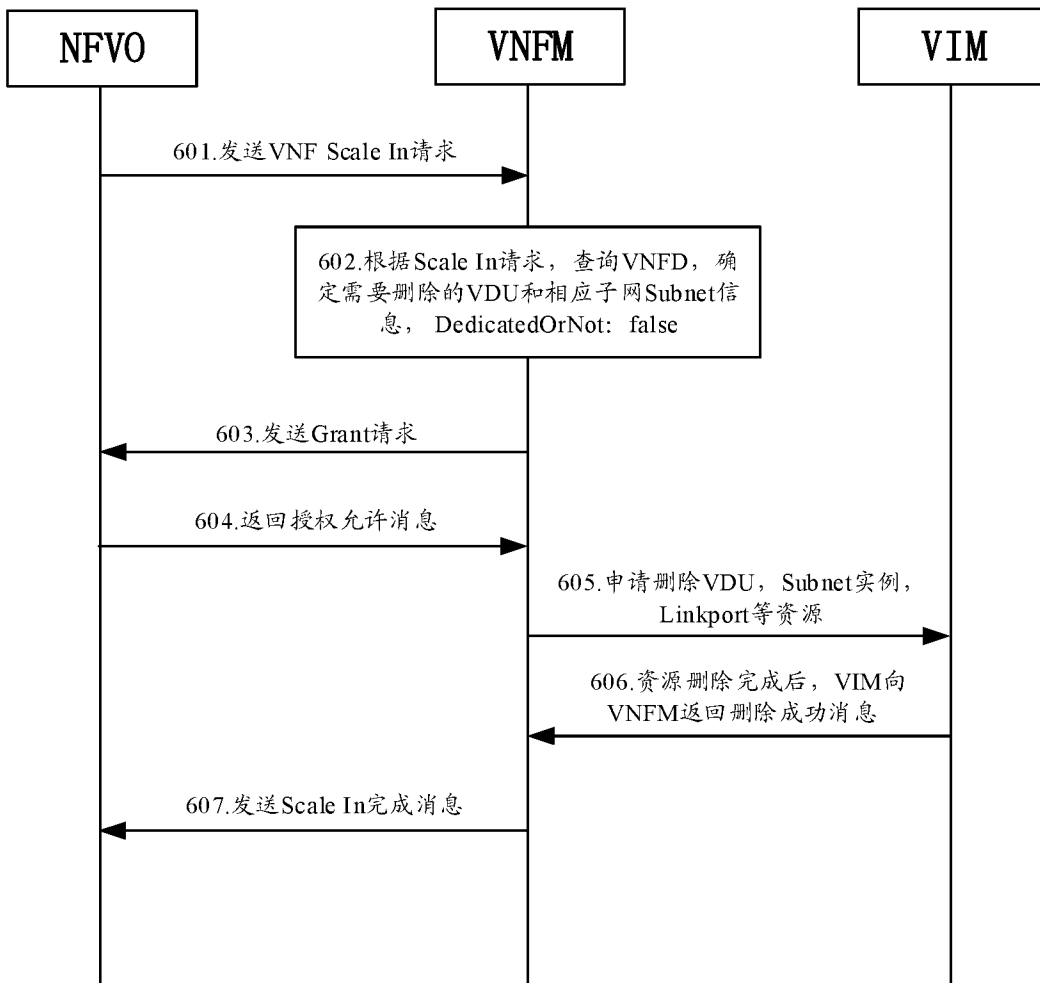 NFVO
VNFM
VIM
601.发送VNF Scale In请求
602.根据Scale In请求，查询VNFD，确
定需要删除的VDU和相应子网Subnet信
息， DedicatedOrNot: false
603.发送Grant请求
604.返回授权允许消息
605.申请删除VDU，Subnet实例，
Linkport等资源
606.资源删除完成后，VIM向
VNFM返回删除成功消息
607.发送Scale In完成消息